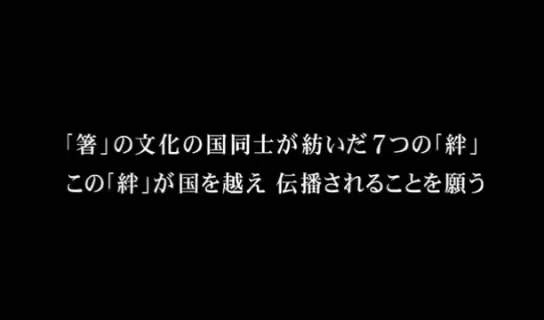 「箸」の文化の国同士が紡いだ７つの「絆」
この「絆」が国を越え 伝播されることを願う